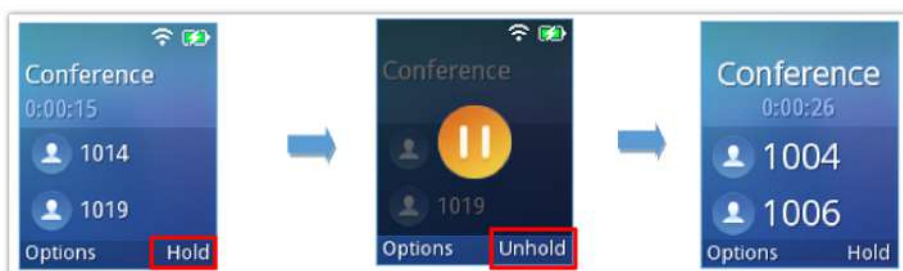 Conference
0:00:15
1014
1019
Options Hold
Conference
1019
Options Unhold
Conference
0:00:26
1004
1006
Options Hold